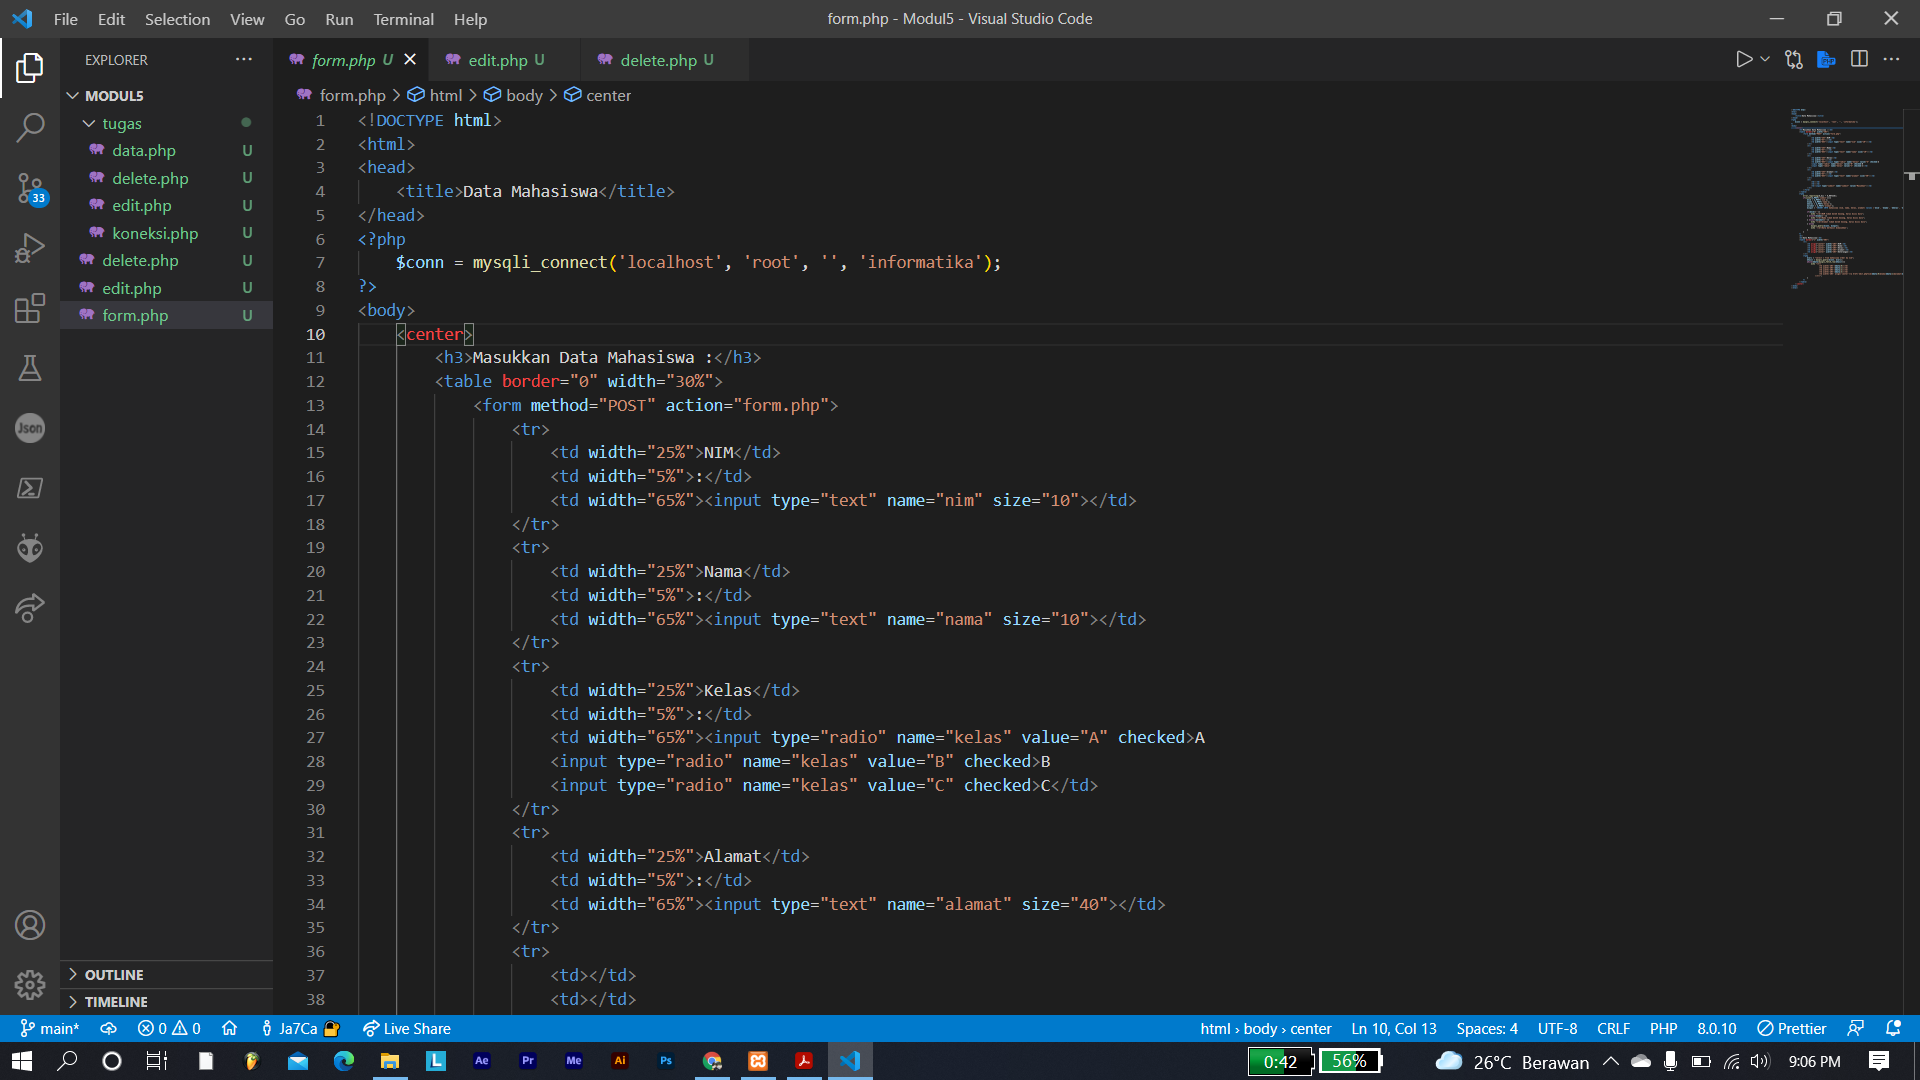 File Edit Selection View Go Run Terminal Help
form.php - Modul5 - Visual Studio Code
EXPLORER
form.php U
edit.php U
delete.php U
MODUL5
tugas
data.php U
delete.php U
edit.php U
koneksi.php U
delete.php U
edit.php U
form.php U
33
Json
OUTLINE
TIMELINE
form.php > html > body > center
1 <!DOCTYPE html>
2 <html>
3 <head>
4 <title>Data Mahasiswa</title>
5 </head>
6 <?php
7 $conn = mysqli_connect('localhost', 'root', '', 'informatika');
8 ?>
9 <body>
10 <center>
11 <h3>Masukkan Data Mahasiswa :</h3>
12 <table border="0" width="30%">
13 <form method="POST" action="form.php">
14 <tr>
15 <td width="25%">NIM</td>
16 <td width="5%">:</td>
17 <td width="65%"><input type="text" name="nim" size="10"></td>
18 </tr>
19 <tr>
20 <td width="25%">Nama</td>
21 <td width="5%">:</td>
22 <td width="65%"><input type="text" name="nama" size="10"></td>
23 </tr>
24 <tr>
25 <td width="25%">Kelas</td>
26 <td width="5%">:</td>
27 <td width="65%"><input type="radio" name="kelas" value="A" checked>A
28 <input type="radio" name="kelas" value="B" checked>B
29 <input type="radio" name="kelas" value="C" checked>C</td>
30 </tr>
31 <tr>
32 <td width="25%">Alamat</td>
33 <td width="5%">:</td>
34 <td width="65%"><input type="text" name="alamat" size="40"></td>
35 </tr>
36 <tr>
37 <td></td>
38 <td></td>
main* 0 0 Ja7Ca Live Share
html › body › center Ln 10, Col 13 Spaces: 4 UTF-8 CRLF PHP 8.0.10 Prettier
L Ae Pr Me Ai Ps
0:42 56% 26°C Berawan 9:06 PM